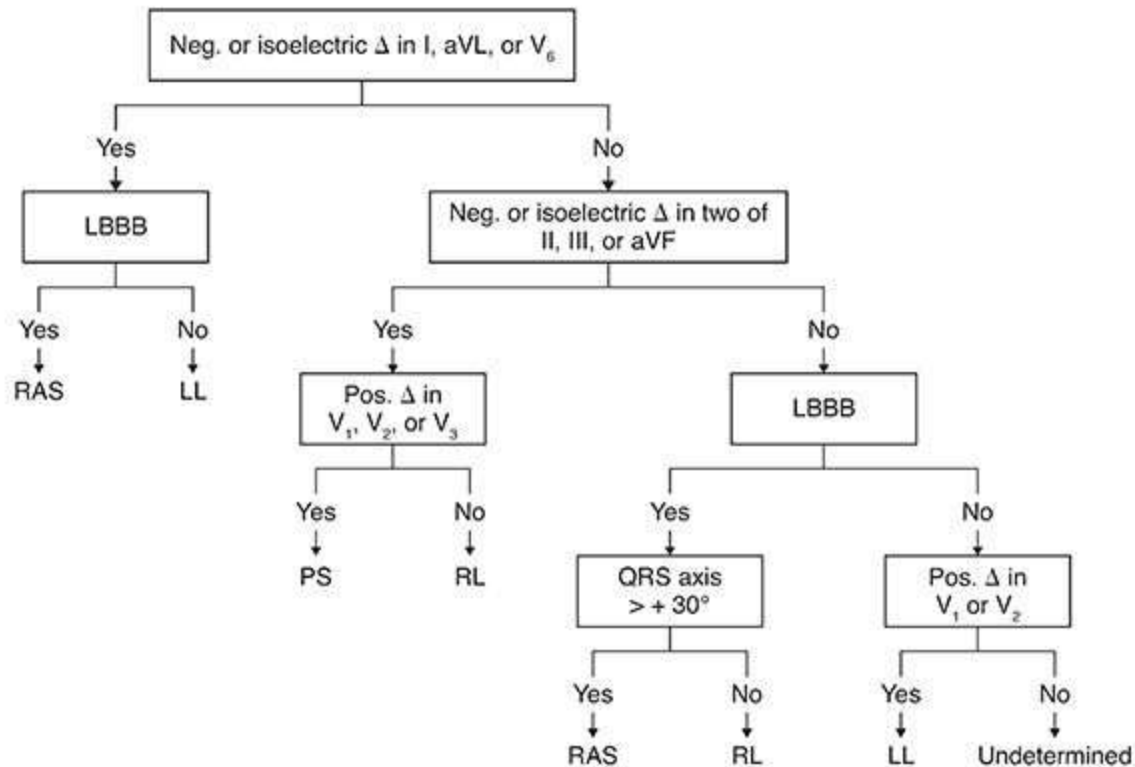 Neg. or isoelectric Δ in I, aVL, or V₆
Yes
No
LBBB
Neg. or isoelectric Δ in two of
II, III, or aVF
Yes
No
Yes
No
RAS
LL
Pos. Δ in
V₁, V₂, or V₃
LBBB
Yes
No
Yes
No
PS
RL
QRS axis
> + 30°
Pos. Δ in
V₁ or V₂
Yes
No
Yes
No
RAS
RL
LL
Undetermined